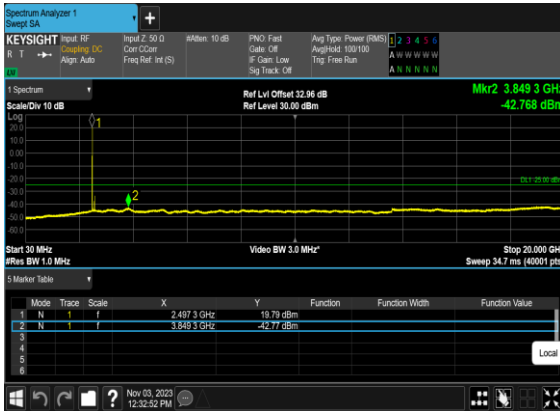 Spectrum Analyzer 1
Swept SA
+
KEYSIGHT Input: RF Input Z: 50 Ω #Atten: 10 dB PNO: Fast Avg Type: Power (RMS) 1 2 3 4 5 6
R T Coupling: DC Corr CCorr Gate: Off Avg|Hold: 100/100 A W W W W W
Align: Auto Freq Ref: Int (S) IF Gain: Low Trig: Free Run
Sig Track: Off A N N N N N
1 Spectrum
Scale/Div 10 dB
Ref Lvl Offset 32.96 dB
Ref Level 30.00 dBm
Mkr2 3.849 3 GHz
-42.768 dBm
Log
20.0
10.0
0.00
-10.0
-20.0
-30.0
-40.0
-50.0
-60.0
1
2
DL1 -25.00 dBm
Start 30 MHz Video BW 3.0 MHz* Stop 20.000 GHz
#Res BW 1.0 MHz Sweep 34.7 ms (40001 pts)
5 Marker Table
Mode Trace Scale X Y Function Function Width Function Value
1 N 1 f 2.497 3 GHz 19.79 dBm
2 N 1 f 3.849 3 GHz -42.77 dBm
3
4
5
6
Local
? Nov 03, 2023
12:32:52 PM